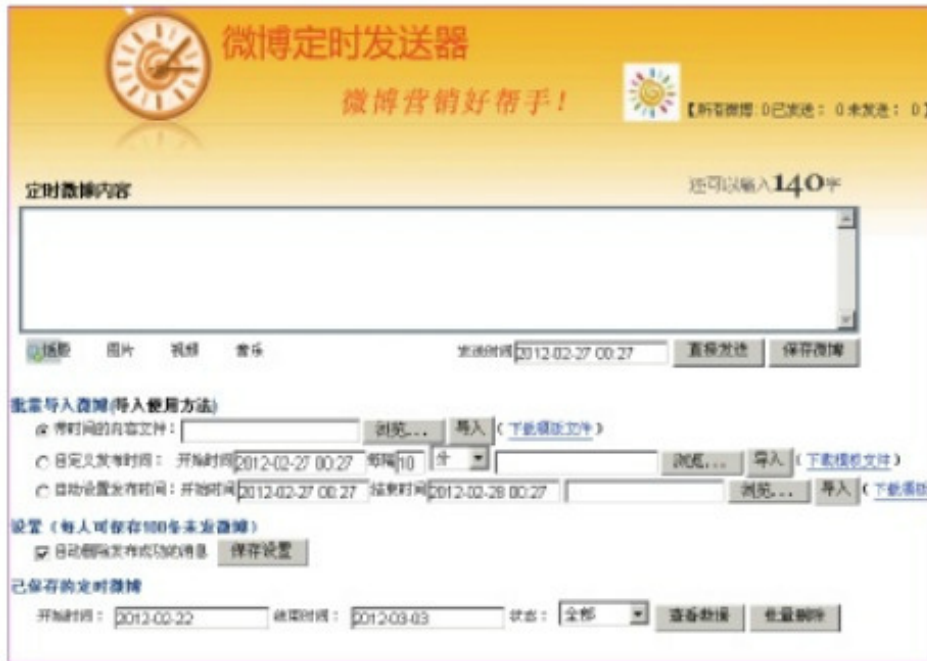 微博定时发送器
微博营销好帮手!
【所有微博:0已发送: 0未发送: 0】
定时微博内容
还可以输入140字
话题 图片 视频 音乐 发送时间 2012-02-27 00:27 直接发送 保存微博
批量导入微博(导入使用方法)
带时间的内容文件: 浏览... 导入 (下载模板文件)
自定义发布时间: 开始时间 2012-02-27 00:27 每隔 10 分 浏览... 导入 (下载模板文件)
自动设置发布时间: 开始时间 2012-02-27 00:27 结束时间 2012-02-28 00:27 浏览... 导入 (下载模板
设置(每人可保存100条未发微博)
自动删除发布成功的消息 保存设置
已保存的定时微博
开始时间: 2012-02-22 结束时间: 2012-03-03 状态: 全部 查看数据 批量删除